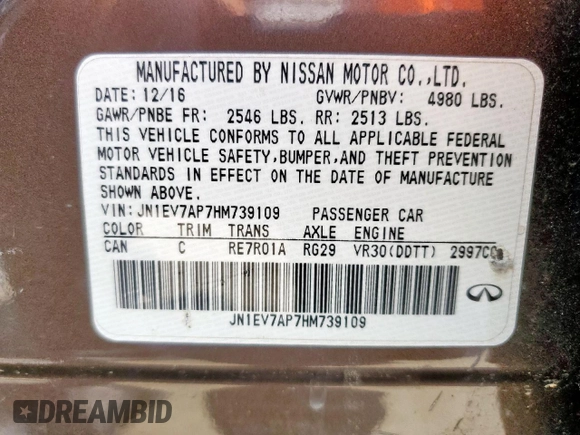 MANUFACTURED BY NISSAN MOTOR CO.,LTD.
DATE: 12/16 GVWR/PNBV: 4980 LBS.
GAWR/PNBE FR: 2546 LBS. RR: 2513 LBS.
THIS VEHICLE CONFORMS TO ALL APPLICABLE FEDERAL
MOTOR VEHICLE SAFETY,BUMPER,AND THEFT PREVENTION
STANDARDS IN EFFECT ON THE DATE OF MANUFACTURE
SHOWN ABOVE.
VIN: JN1EV7AP7HM739109 PASSENGER CAR
COLOR TRIM TRANS AXLE ENGINE
CAN C RE7R01A RG29 VR30(DDTT) 2997CC
JN1EV7AP7HM739109
DREAMBID